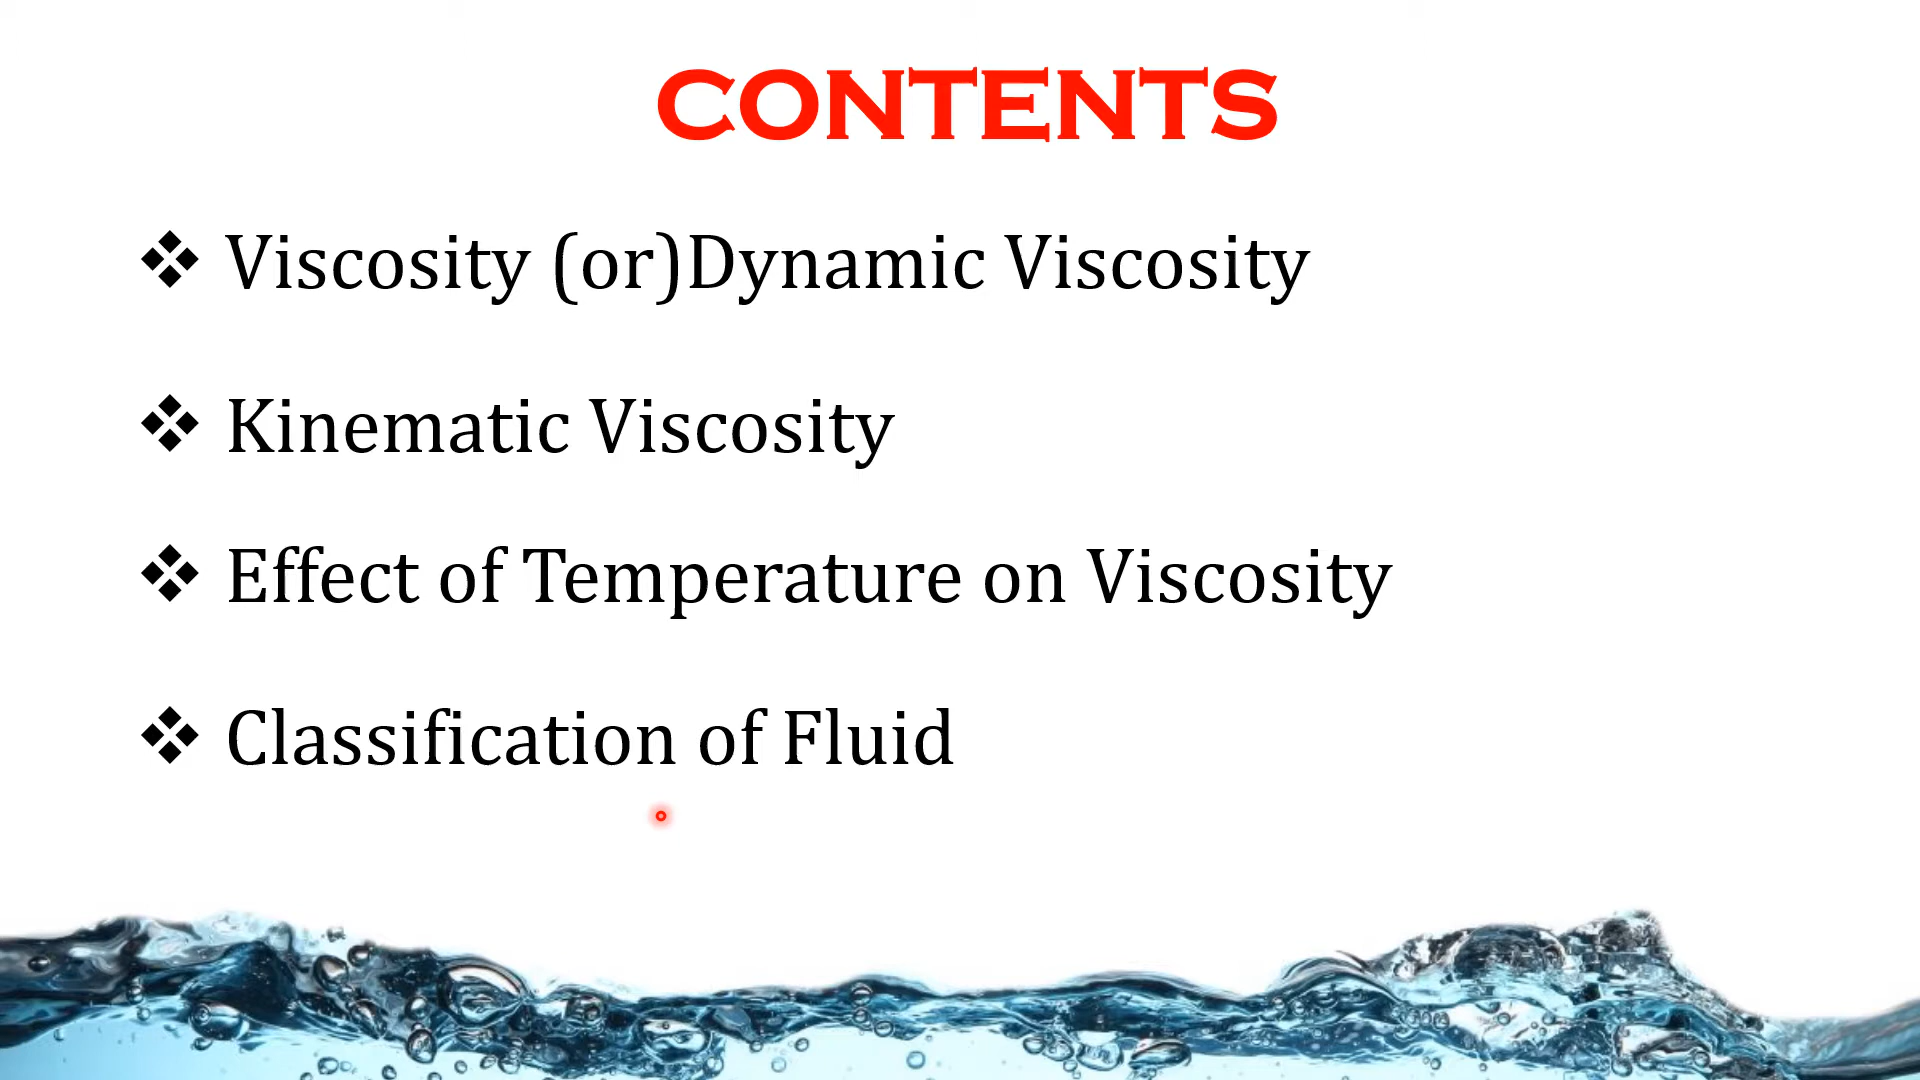 CONTENTS
Viscosity (or)Dynamic Viscosity
Kinematic Viscosity
Effect of Temperature on Viscosity
Classification of Fluid